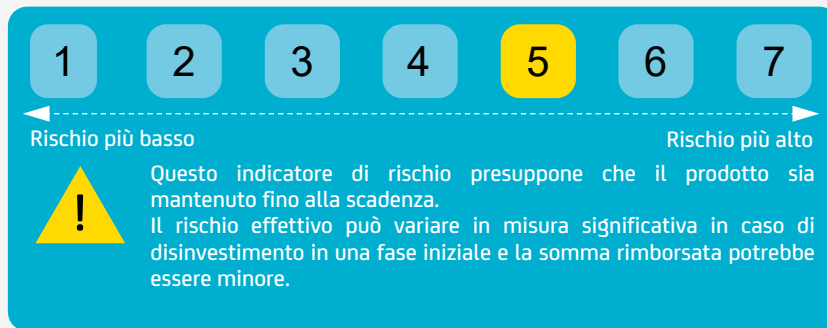 1 2 3 4 5 6 7
Rischio più basso Rischio più alto
Questo indicatore di rischio presuppone che il prodotto sia
mantenuto fino alla scadenza.
Il rischio effettivo può variare in misura significativa in caso di
disinvestimento in una fase iniziale e la somma rimborsata potrebbe
essere minore.
!